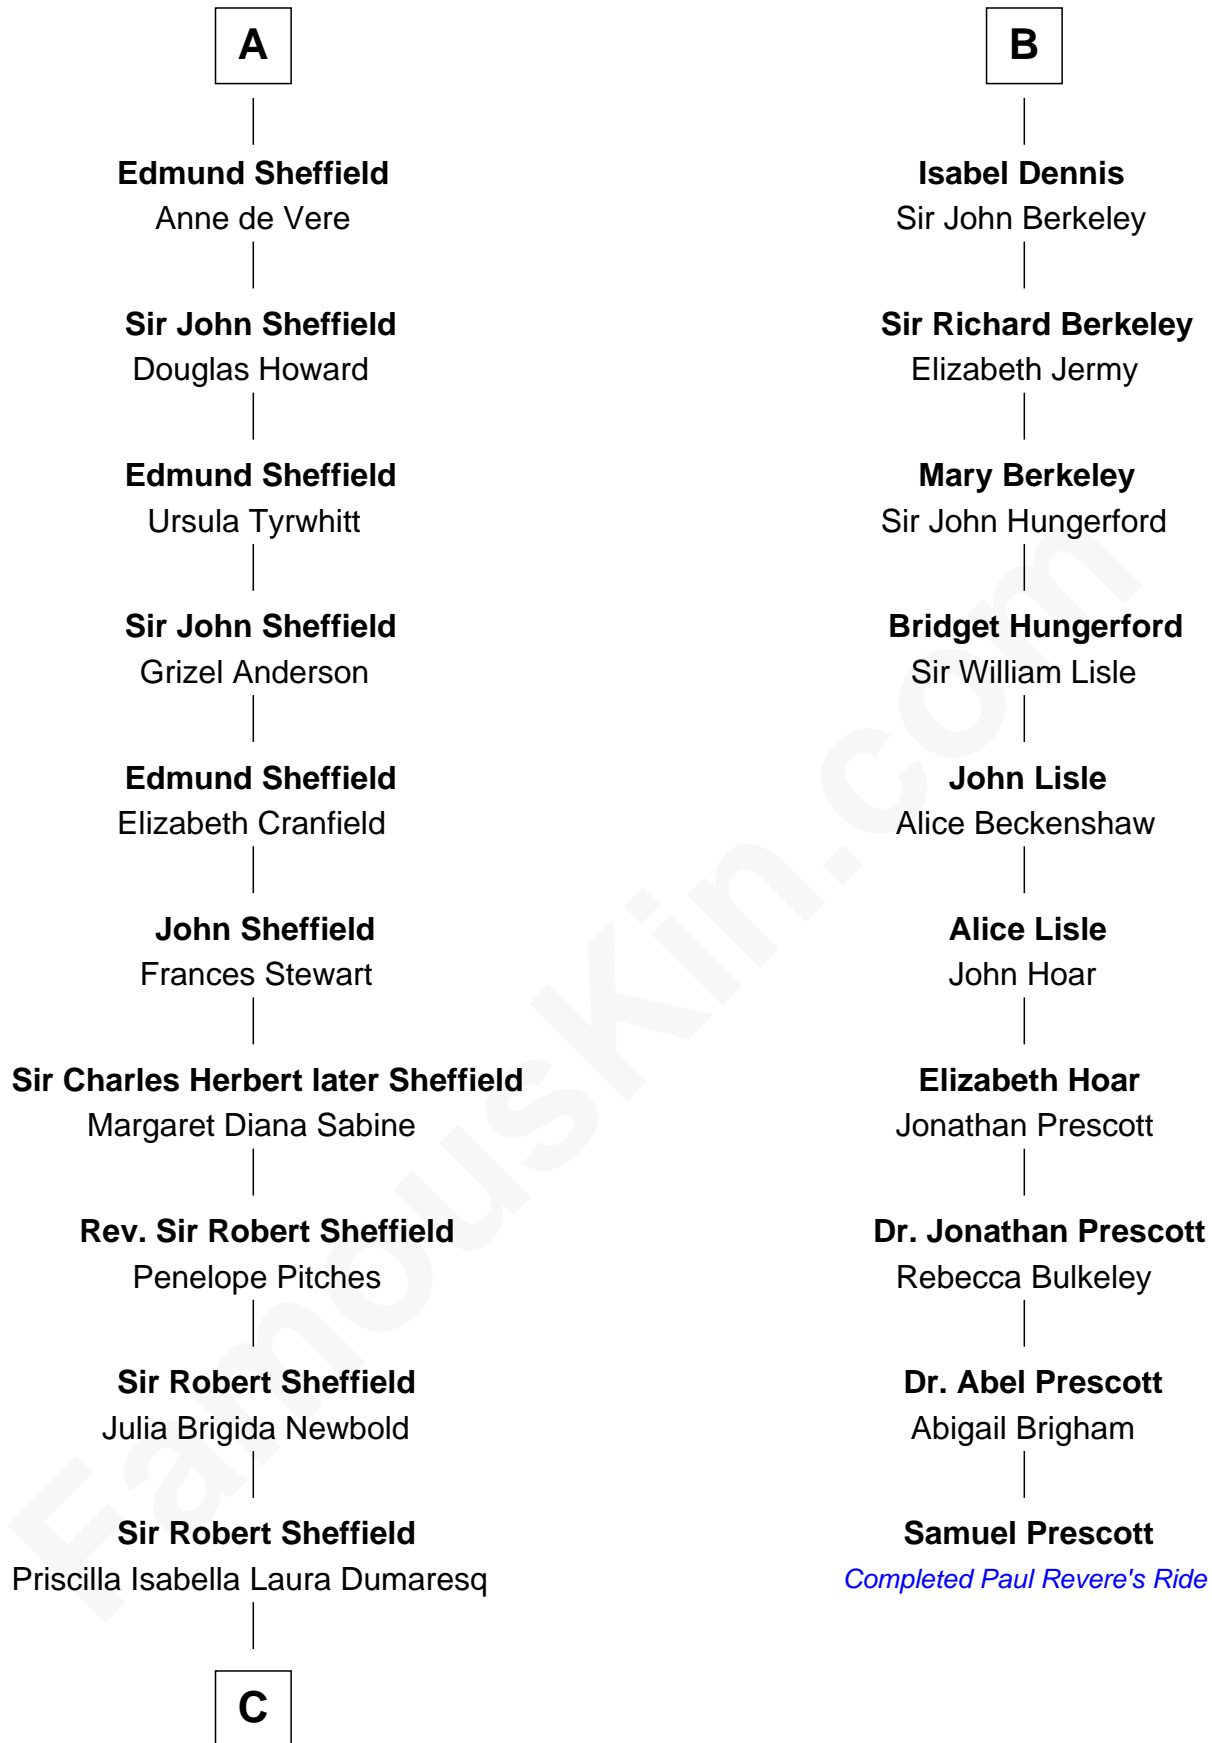 A
Edmund Sheffield
Anne de Vere
Sir John Sheffield
Douglas Howard
Edmund Sheffield
Ursula Tyrwhitt
Sir John Sheffield
Grizel Anderson
Edmund Sheffield
Elizabeth Cranfield
John Sheffield
Frances Stewart
Sir Charles Herbert later Sheffield
Margaret Diana Sabine
Rev. Sir Robert Sheffield
Penelope Pitches
Sir Robert Sheffield
Julia Brigida Newbold
Sir Robert Sheffield
Priscilla Isabella Laura Dumaresq
C
B
Isabel Dennis
Sir John Berkeley
Sir Richard Berkeley
Elizabeth Jermy
Mary Berkeley
Sir John Hungerford
Bridget Hungerford
Sir William Lisle
John Lisle
Alice Beckenshaw
Alice Lisle
John Hoar
Elizabeth Hoar
Jonathan Prescott
Dr. Jonathan Prescott
Rebecca Bulkeley
Dr. Abel Prescott
Abigail Brigham
Samuel Prescott
Completed Paul Revere's Ride
FamousKin.com